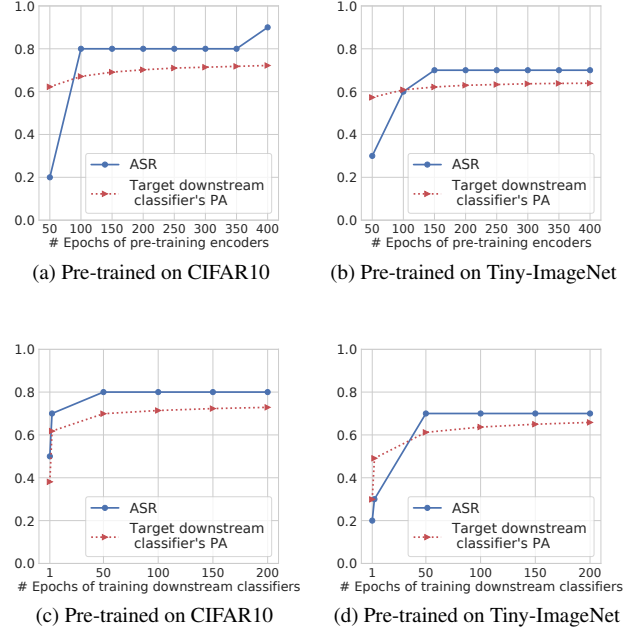 1.0
0.8
0.6
0.4
0.2
0.0
ASR
Target downstream
classifier's PA
50 100 150 200 250 300 350 400
# Epochs of pre-training encoders
(a) Pre-trained on CIFAR10
1.0
0.8
0.6
0.4
0.2
0.0
ASR
Target downstream
classifier's PA
50 100 150 200 250 300 350 400
# Epochs of pre-training encoders
(b) Pre-trained on Tiny-ImageNet
1.0
0.8
0.6
0.4
0.2
0.0
ASR
Target downstream
classifier's PA
1 50 100 150 200
# Epochs of training downstream classifiers
(c) Pre-trained on CIFAR10
1.0
0.8
0.6
0.4
0.2
0.0
ASR
Target downstream
classifier's PA
1 50 100 150 200
# Epochs of training downstream classifiers
(d) Pre-trained on Tiny-ImageNet